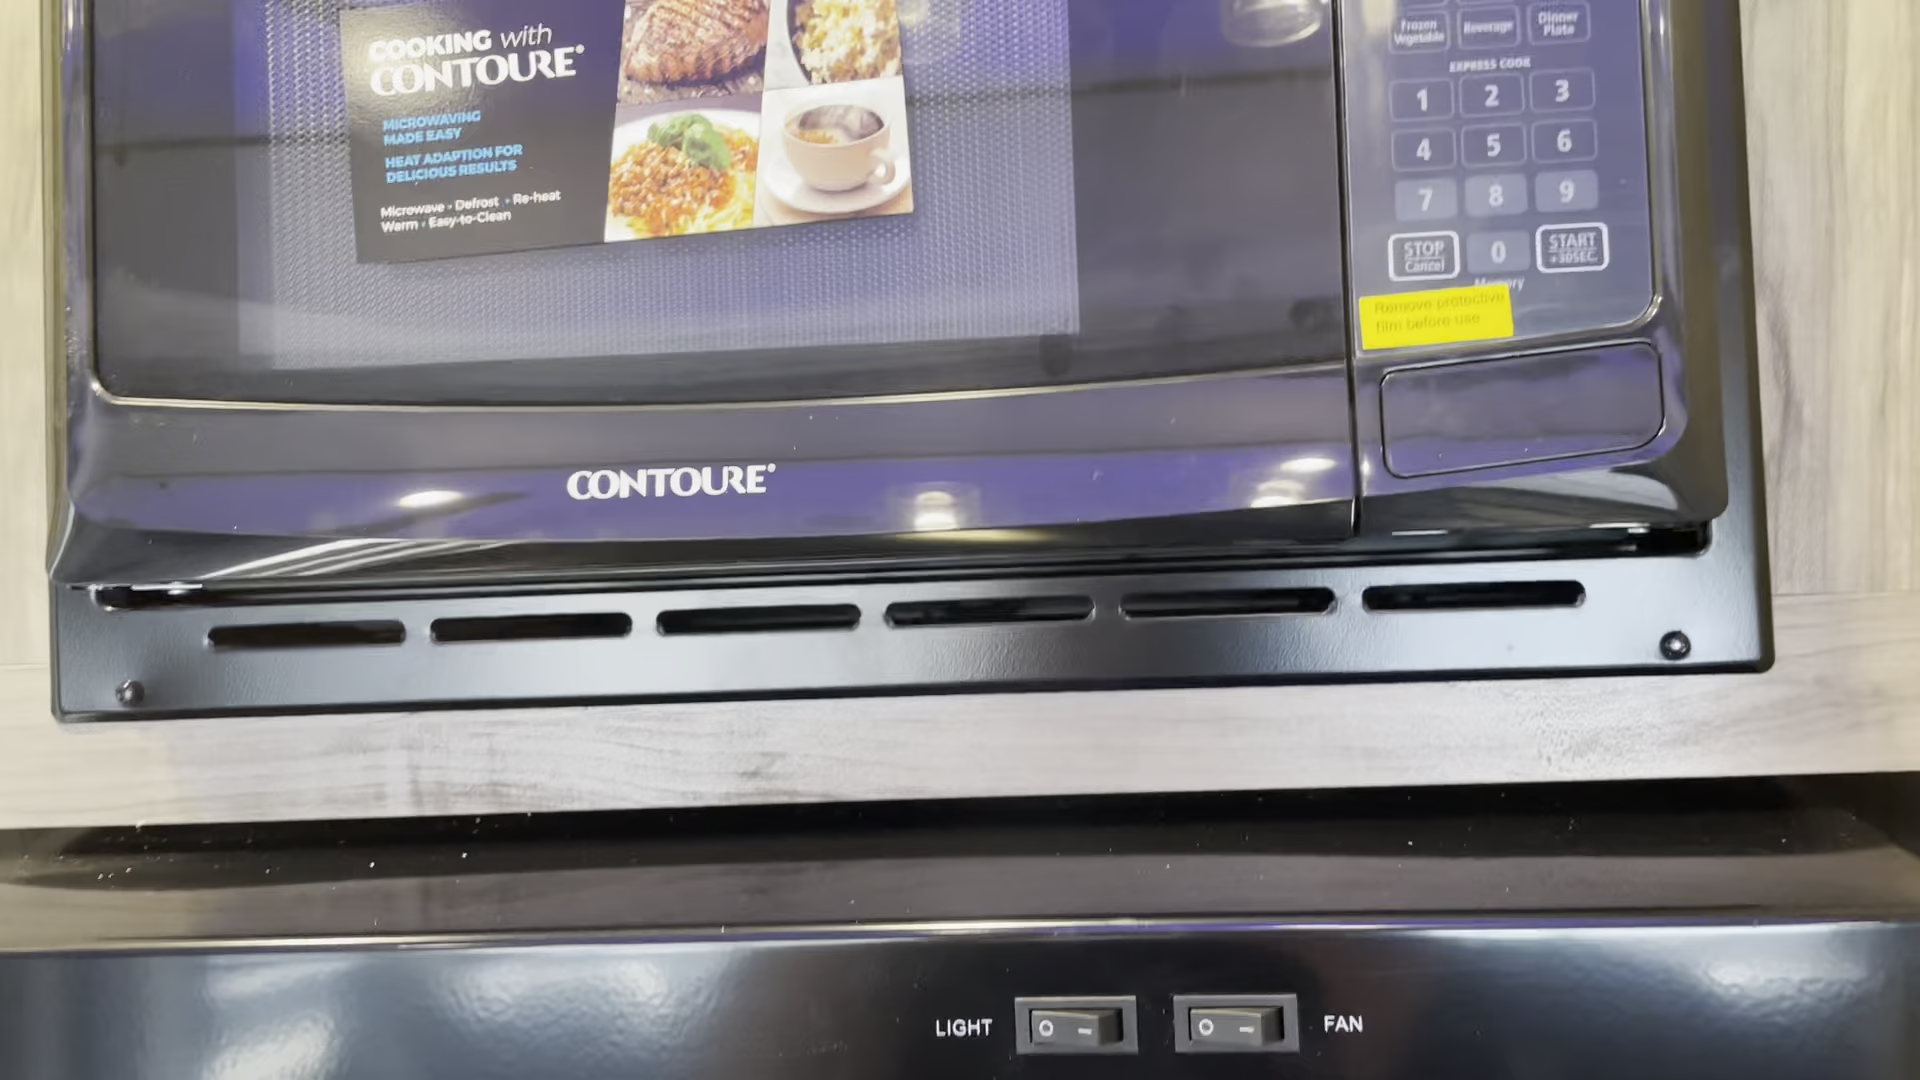 COOKING with
CONTOURE®
MICROWAVING
MADE EASY
HEAT ADAPTION FOR
DELICIOUS RESULTS
Microwave • Defrost • Re-heat
Warm • Easy-to-Clean
Frozen
Vegetable
Beverage
Dinner
Plate
EXPRESS COOK
1 2 3
4 5 6
7 8 9
STOP
Cancel
0
START
+30SEC.
Memory
Remove protective
film before use
CONTOURE®
LIGHT
FAN